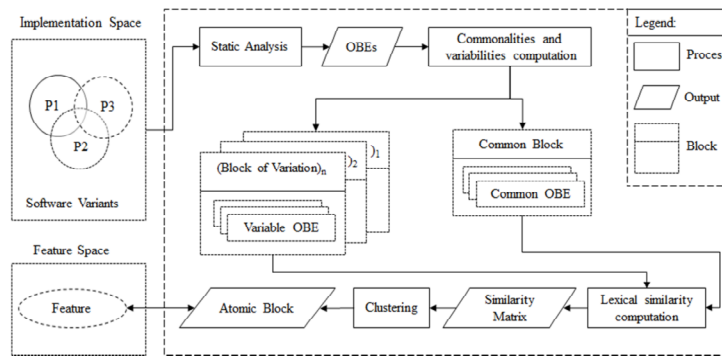 Implementation Space
P1
P3
P2
Software Variants
Static Analysis
OBEs
Commonalities and
variabilities computation
Legend:
Proces
Output
Block
)1
)2
(Block of Variation)n
Variable OBE
Common Block
Common OBE
Feature Space
Feature
Atomic Block
Clustering
Similarity
Matrix
Lexical similarity
computation